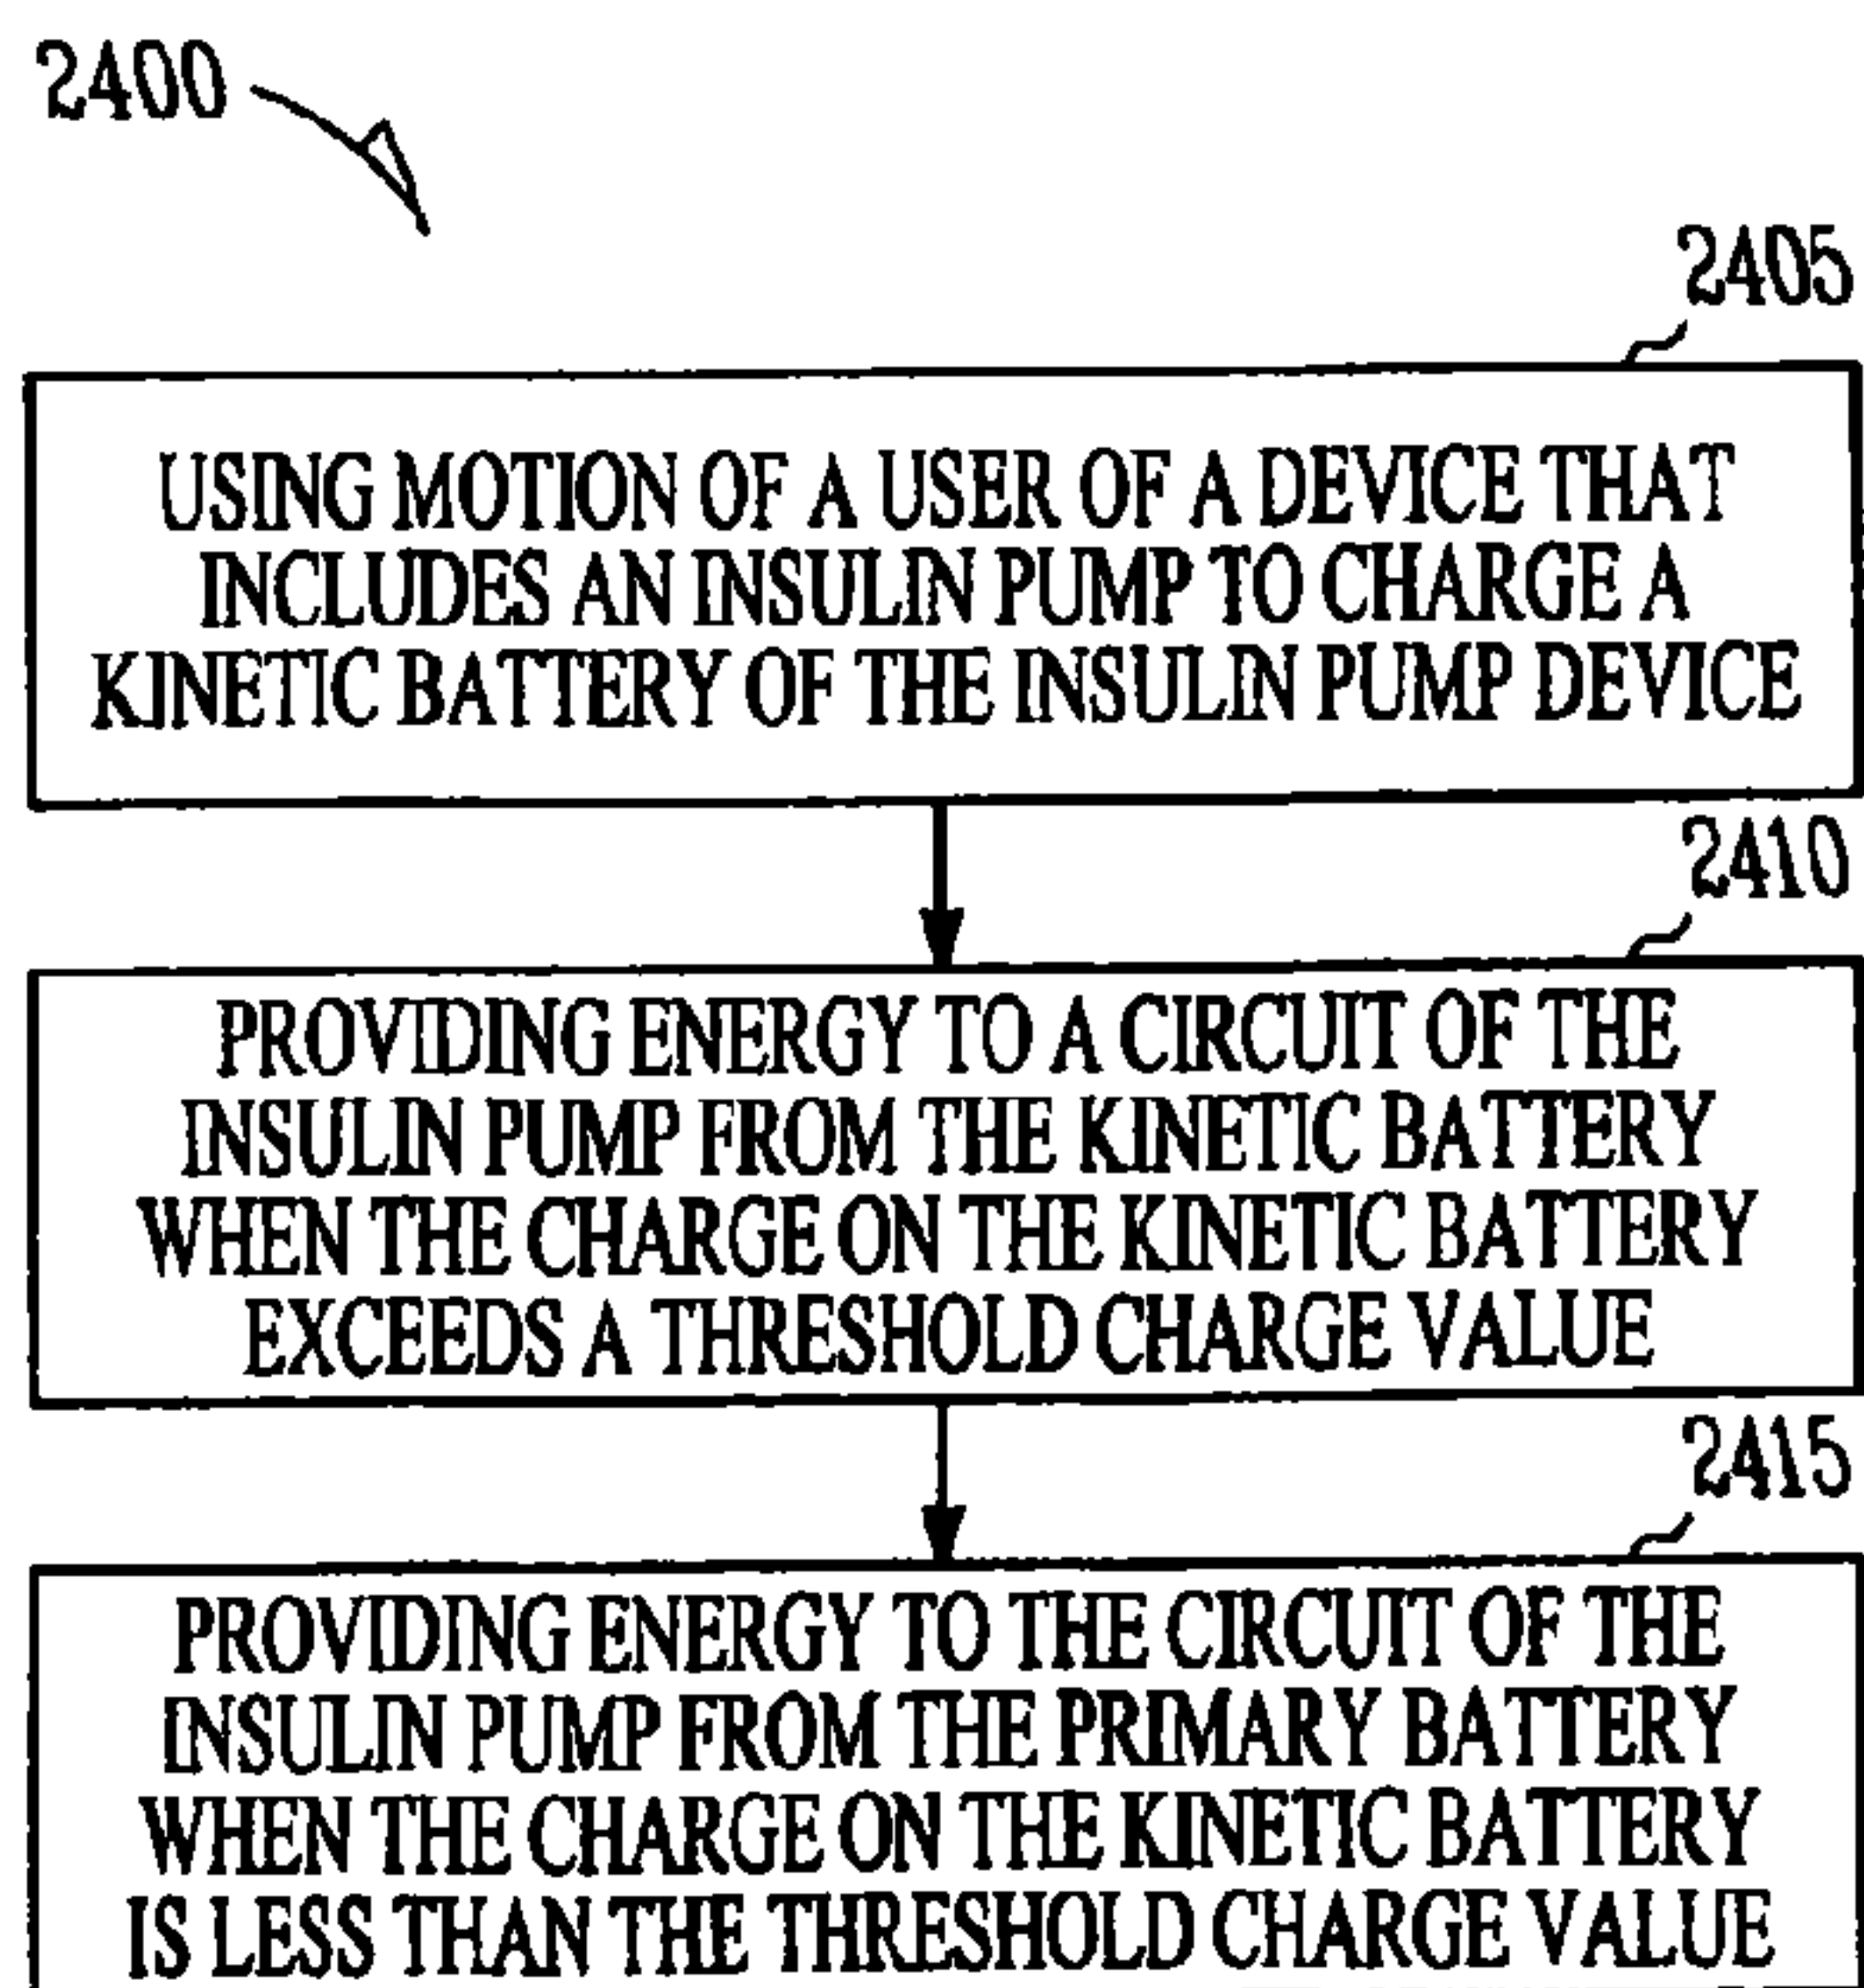 2400
2405
USING MOTION OF A USER OF A DEVICE THAT
INCLUDES AN INSULIN PUMP TO CHARGE A
KINETIC BATTERY OF THE INSULIN PUMP DEVICE
2410
PROVIDING ENERGY TO A CIRCUIT OF THE
INSULIN PUMP FROM THE KINETIC BATTERY
WHEN THE CHARGE ON THE KINETIC BATTERY
EXCEEDS A THRESHOLD CHARGE VALUE
2415
PROVIDING ENERGY TO THE CIRCUIT OF THE
INSULIN PUMP FROM THE PRIMARY BATTERY
WHEN THE CHARGE ON THE KINETIC BATTERY
IS LESS THAN THE THRESHOLD CHARGE VALUE